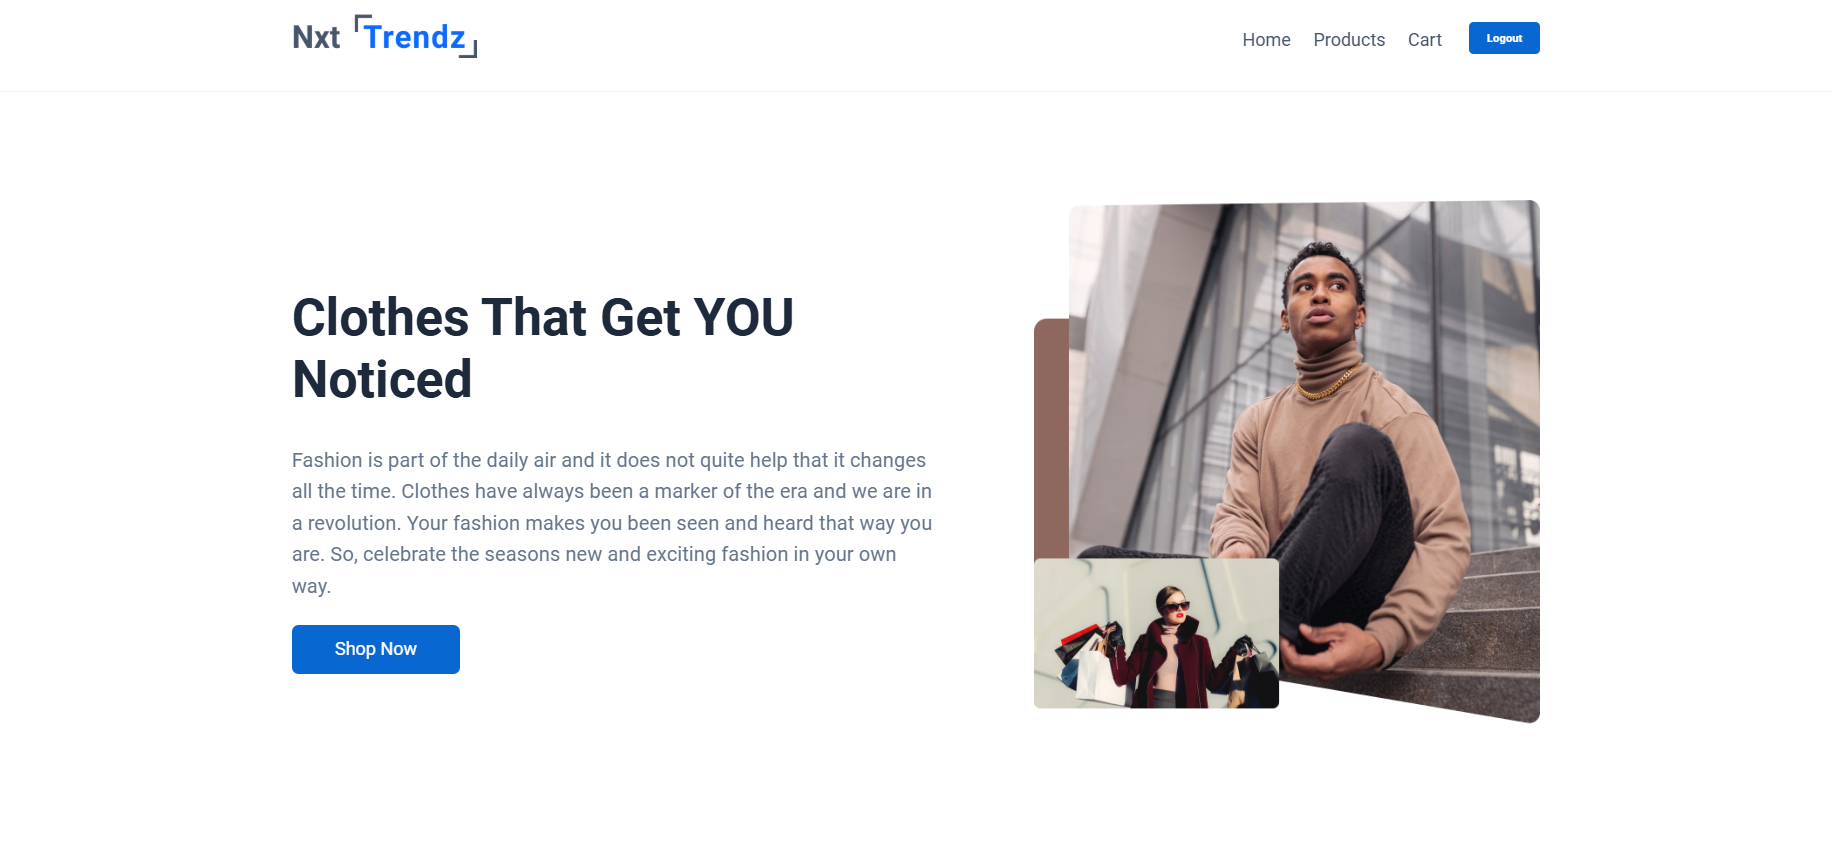 Nxt Trendz
Home Products Cart Logout
Clothes That Get YOU
Noticed
Fashion is part of the daily air and it does not quite help that it changes
all the time. Clothes have always been a marker of the era and we are in
a revolution. Your fashion makes you been seen and heard that way you
are. So, celebrate the seasons new and exciting fashion in your own
way.
Shop Now